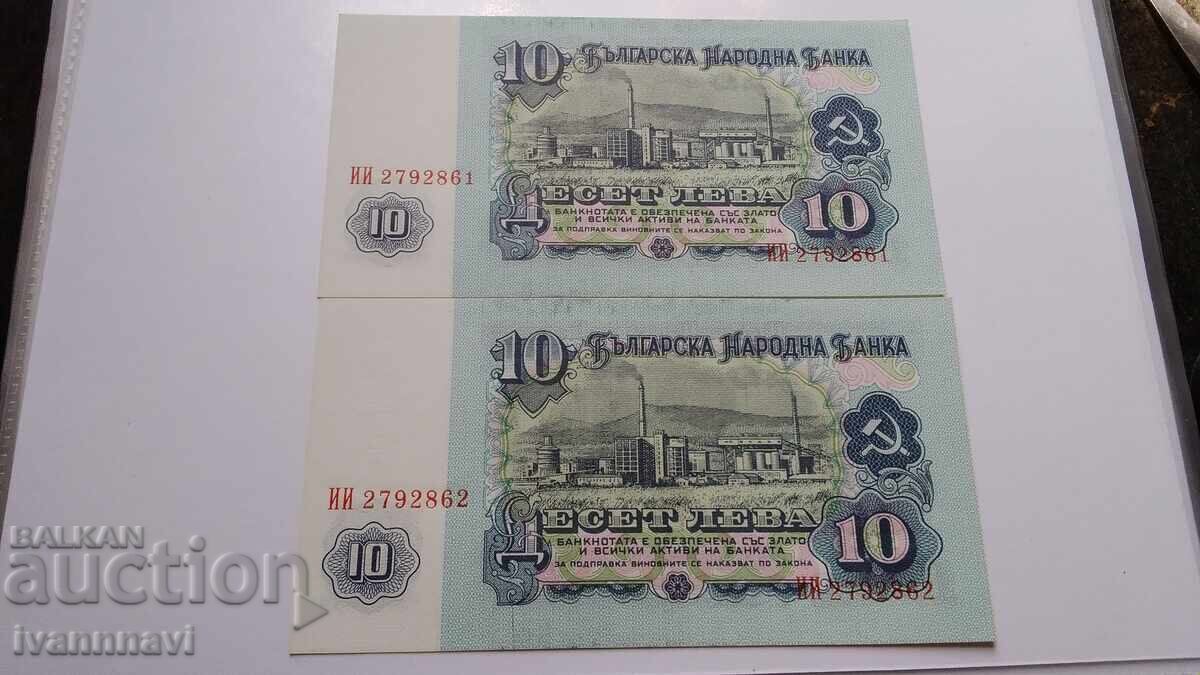 10 БЪЛГАРСКА НАРОДНА БАНКА
ИИ 2792861
10
ДЕСЕТ ЛЕВА
БАНКНОТАТА Е ОБЕЗПЕЧЕНА СЪС ЗЛАТО
И ВСИЧКИ АКТИВИ НА БАНКАТА
ЗА ПОДПРАВКА ВИНОВНИТЕ СЕ НАКАЗВАТ ПО ЗАКОНА
10
ИИ 2792861
10 БЪЛГАРСКА НАРОДНА БАНКА
ИИ 2792862
10
ДЕСЕТ ЛЕВА
БАНКНОТАТА Е ОБЕЗПЕЧЕНА СЪС ЗЛАТО
И ВСИЧКИ АКТИВИ НА БАНКАТА
ЗА ПОДПРАВКА ВИНОВНИТЕ СЕ НАКАЗВАТ ПО ЗАКОНА
10
ИИ 2792862
BALKAN
auction
ivannnavi